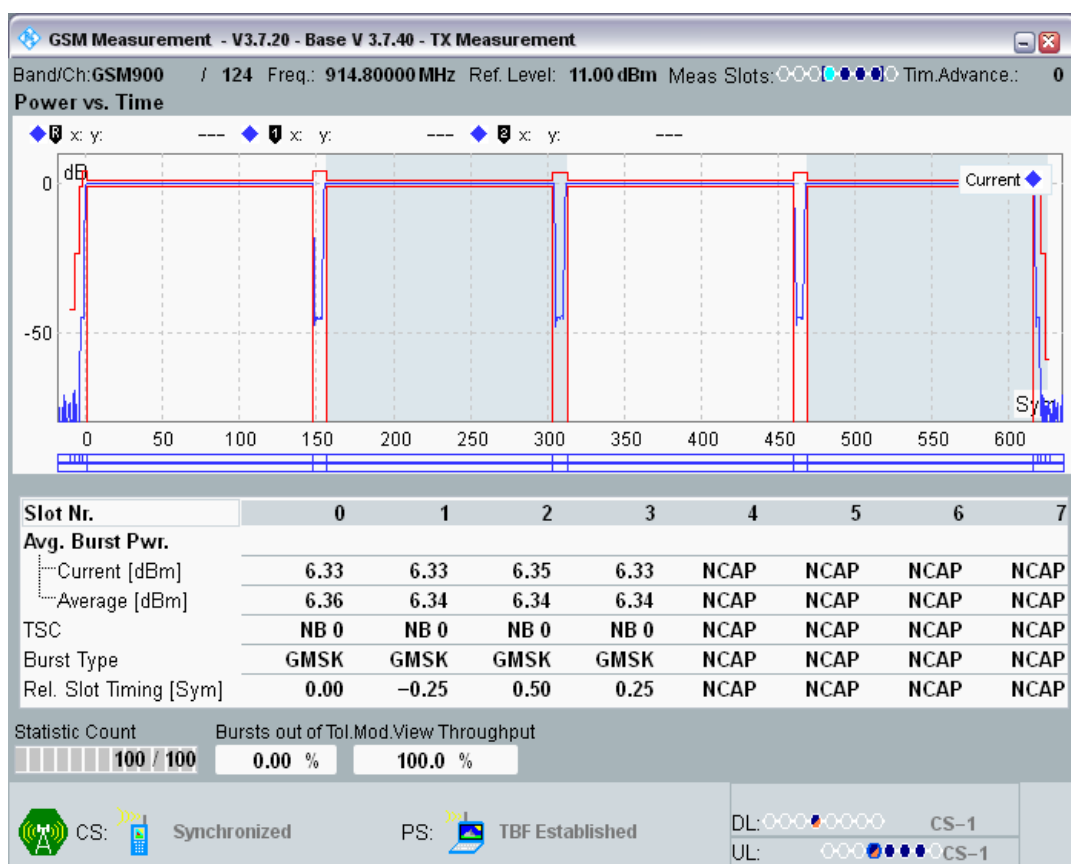 GSM Measurement - V3.7.20 - Base V 3.7.40 - TX Measurement
Band/Ch:GSM900 / 124 Freq.: 914.80000 MHz Ref. Level: 11.00 dBm Meas Slots: Tim.Advance.: 0
Power vs. Time
R x: y: --- 1 x: y: --- 2 x: y: ---
dB
Current
0
-50
Sym
0 50 100 150 200 250 300 350 400 450 500 550 600
Slot Nr. 0 1 2 3 4 5 6 7
Avg. Burst Pwr.
Current [dBm] 6.33 6.33 6.35 6.33 NCAP NCAP NCAP NCAP
Average [dBm] 6.36 6.34 6.34 6.34 NCAP NCAP NCAP NCAP
TSC NB 0 NB 0 NB 0 NB 0 NCAP NCAP NCAP NCAP
Burst Type GMSK GMSK GMSK GMSK NCAP NCAP NCAP NCAP
Rel. Slot Timing [Sym] 0.00 −0.25 0.50 0.25 NCAP NCAP NCAP NCAP
Statistic Count Bursts out of Tol.Mod.View Throughput
100 / 100 0.00 % 100.0 %
CS: Synchronized PS: TBF Established
DL: CS−1
UL: CS−1